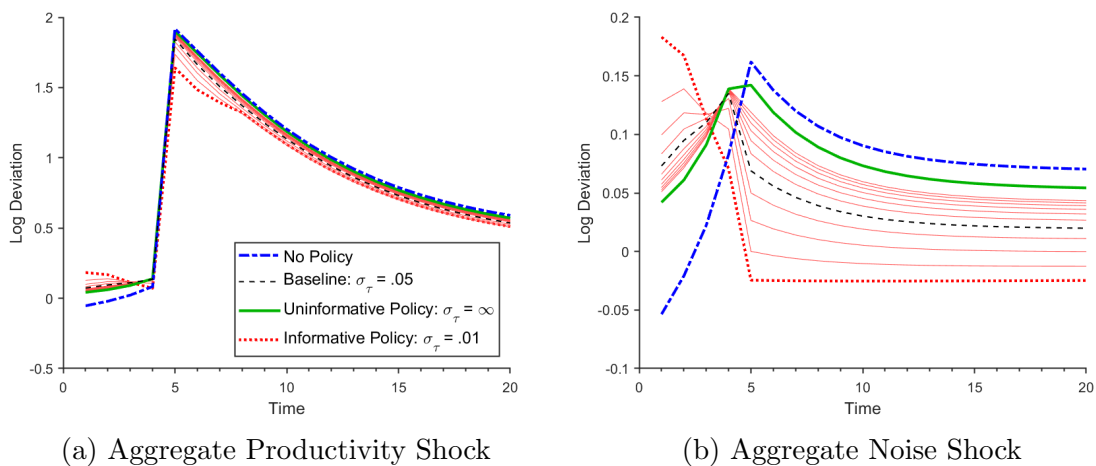 2
1.5
1
0.5
0
-0.5
Log Deviation
0
5
10
15
20
Time
No Policy
Baseline: σ_τ = .05
Uninformative Policy: σ_τ = ∞
Informative Policy: σ_τ = .01
(a) Aggregate Productivity Shock
0.2
0.15
0.1
0.05
0
-0.05
-0.1
Log Deviation
0
5
10
15
20
Time
(b) Aggregate Noise Shock